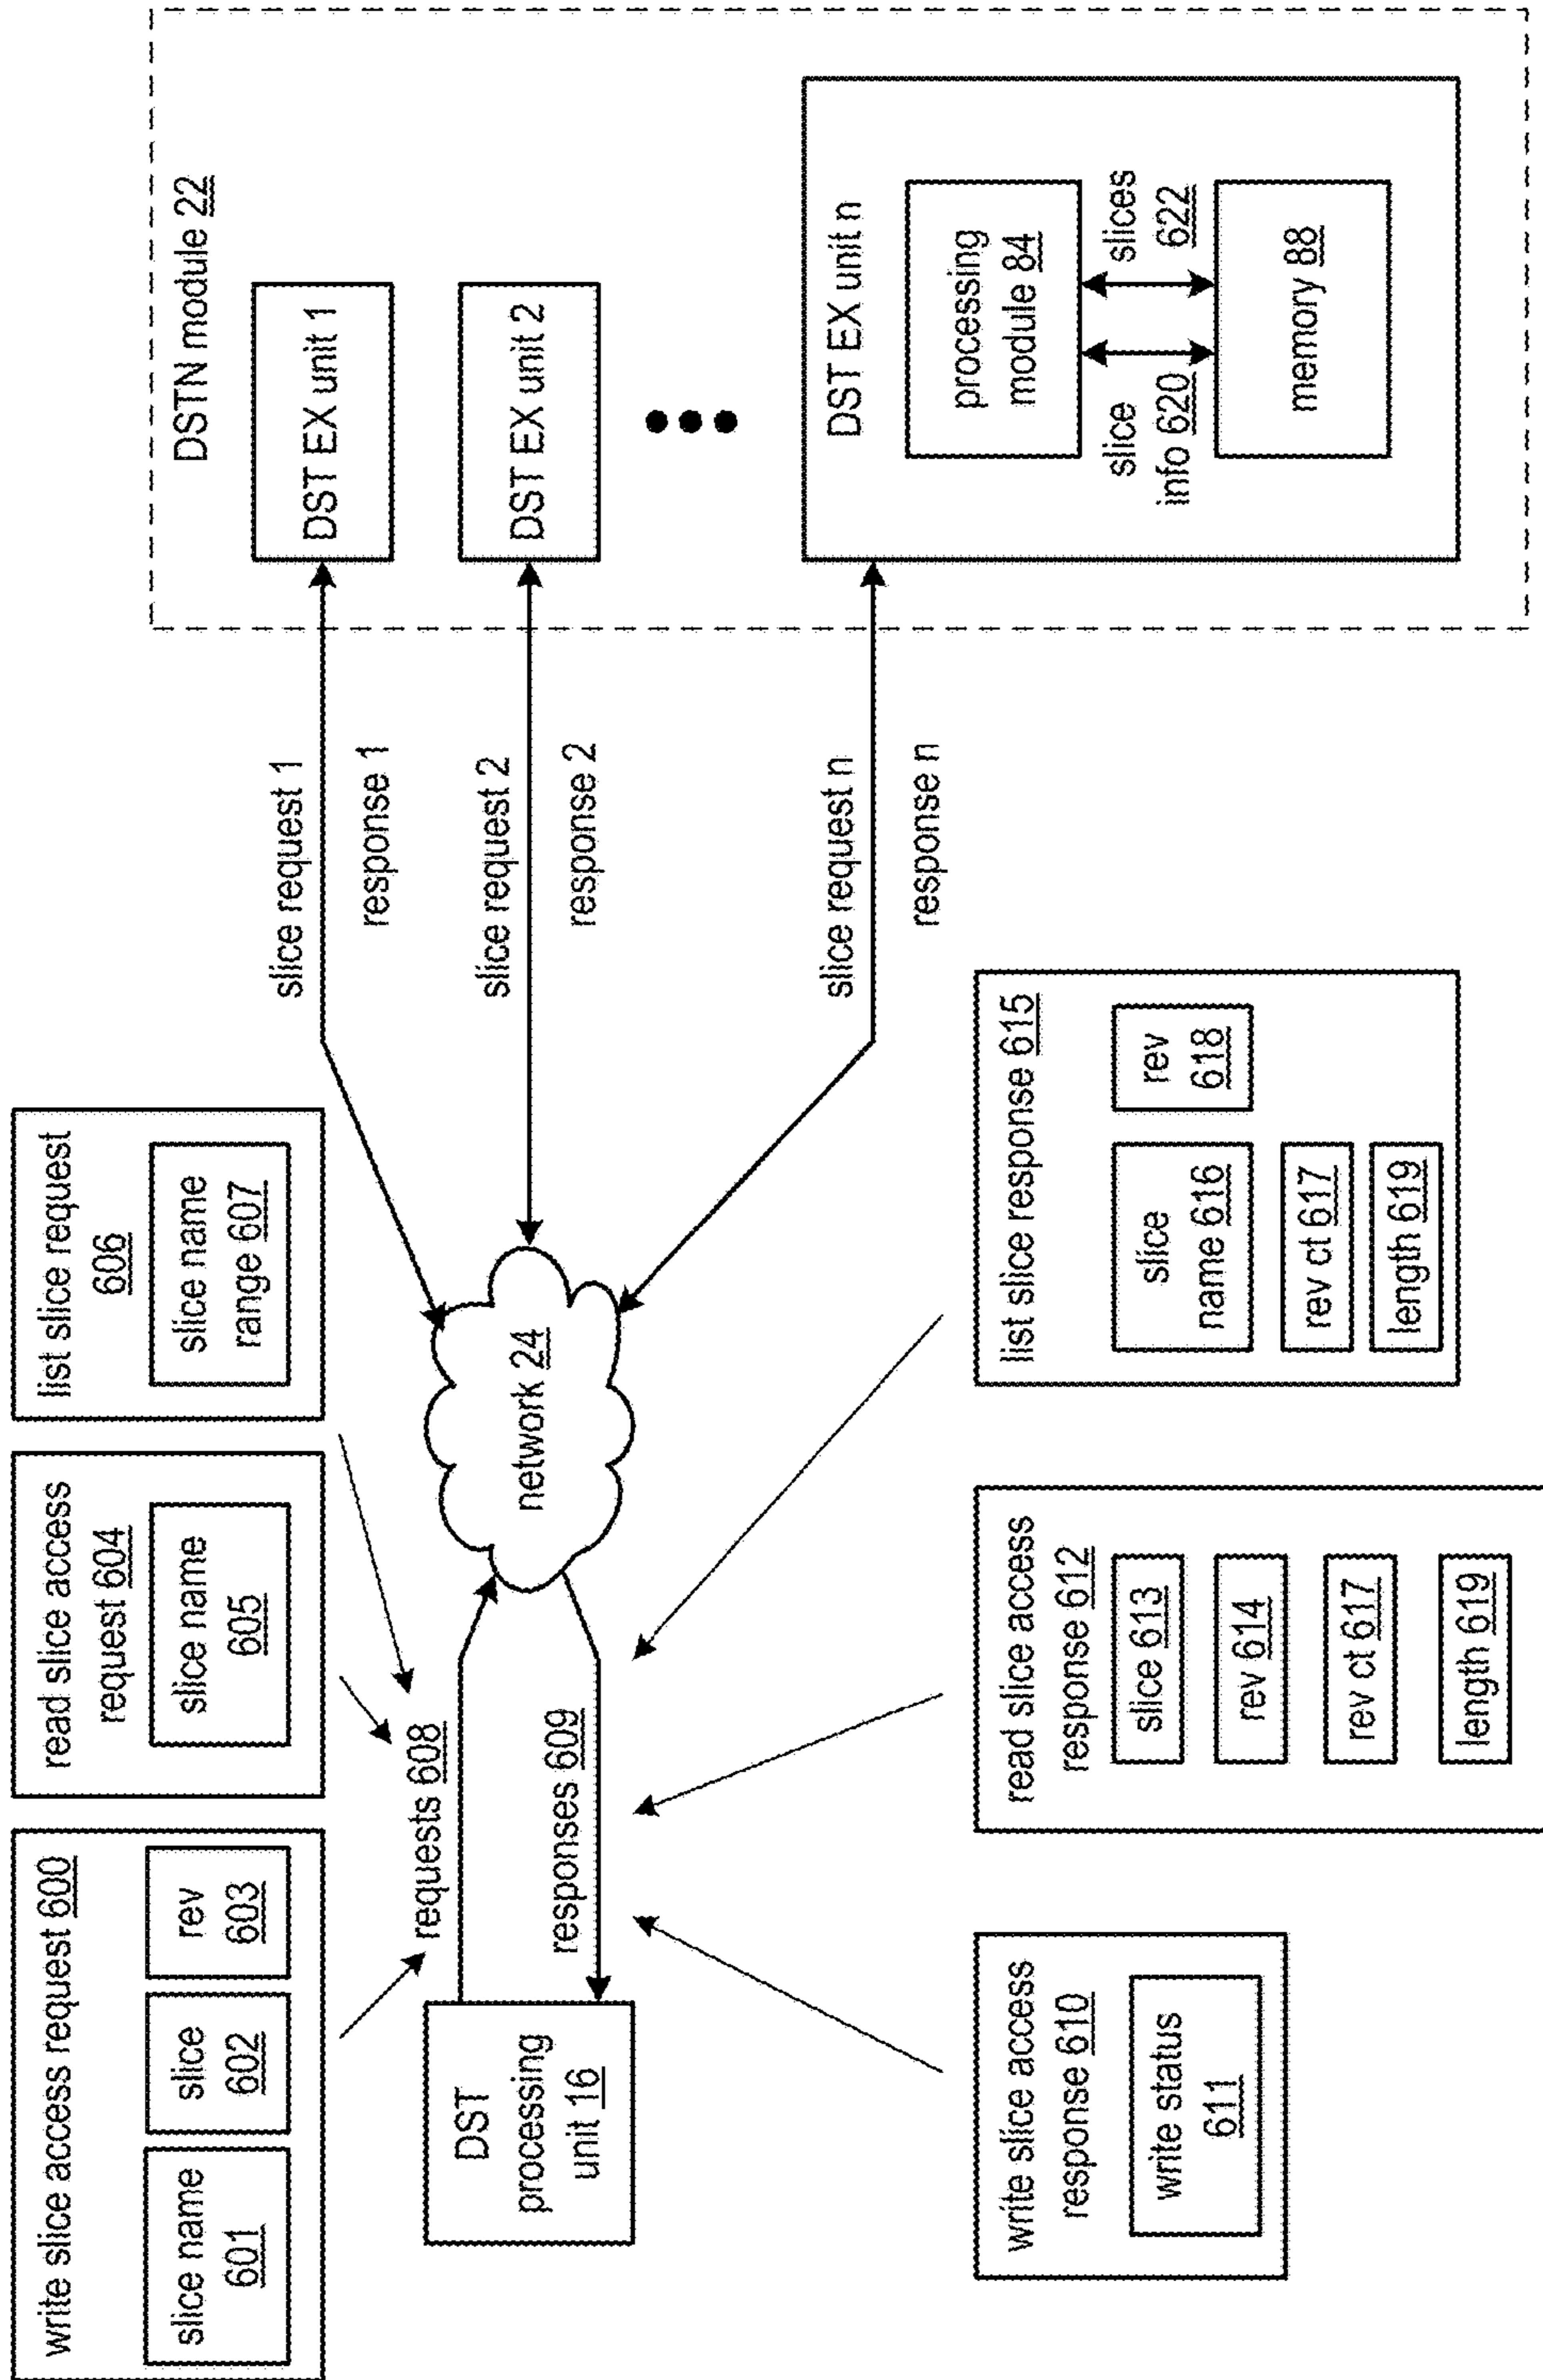 write slice access request 600
slice name
601
slice
602
rev
603
read slice access
request 604
slice name
605
list slice request
606
slice name
range 607
DST
processing
unit 16
requests 608
responses 609
network 24
slice request 1
response 1
slice request 2
response 2
slice request n
response n
DSTN module 22
DST EX unit 1
DST EX unit 2
DST EX unit n
processing
module 84
slice
info 620
slices
622
memory 88
write slice access
response 610
write status
611
read slice access
response 612
slice 613
rev 614
rev ct 617
length 619
list slice response 615
slice
name 616
rev
618
rev ct 617
length 619